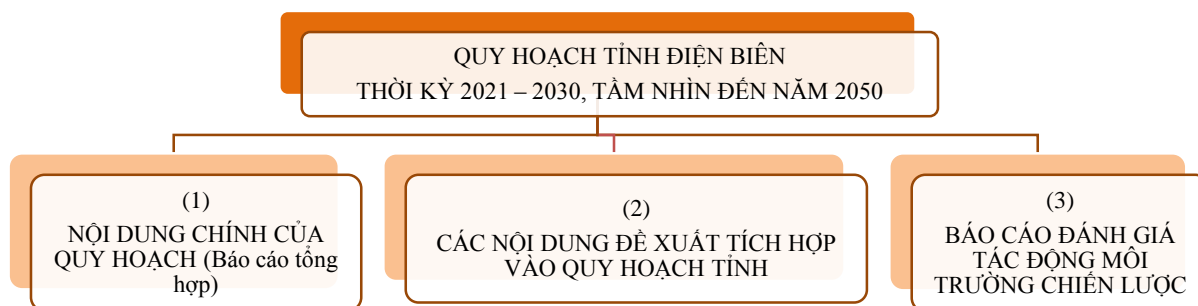 QUY HOẠCH TỈNH ĐIỆN BIÊN
THỜI KỲ 2021 – 2030, TẦM NHÌN ĐẾN NĂM 2050
(1)
NỘI DUNG CHÍNH CỦA
QUY HOẠCH (Báo cáo tổng
hợp)
(2)
CÁC NỘI DUNG ĐỀ XUẤT TÍCH HỢP
VÀO QUY HOẠCH TỈNH
(3)
BÁO CÁO ĐÁNH GIÁ
TÁC ĐỘNG MÔI
TRƯỜNG CHIẾN LƯỢC